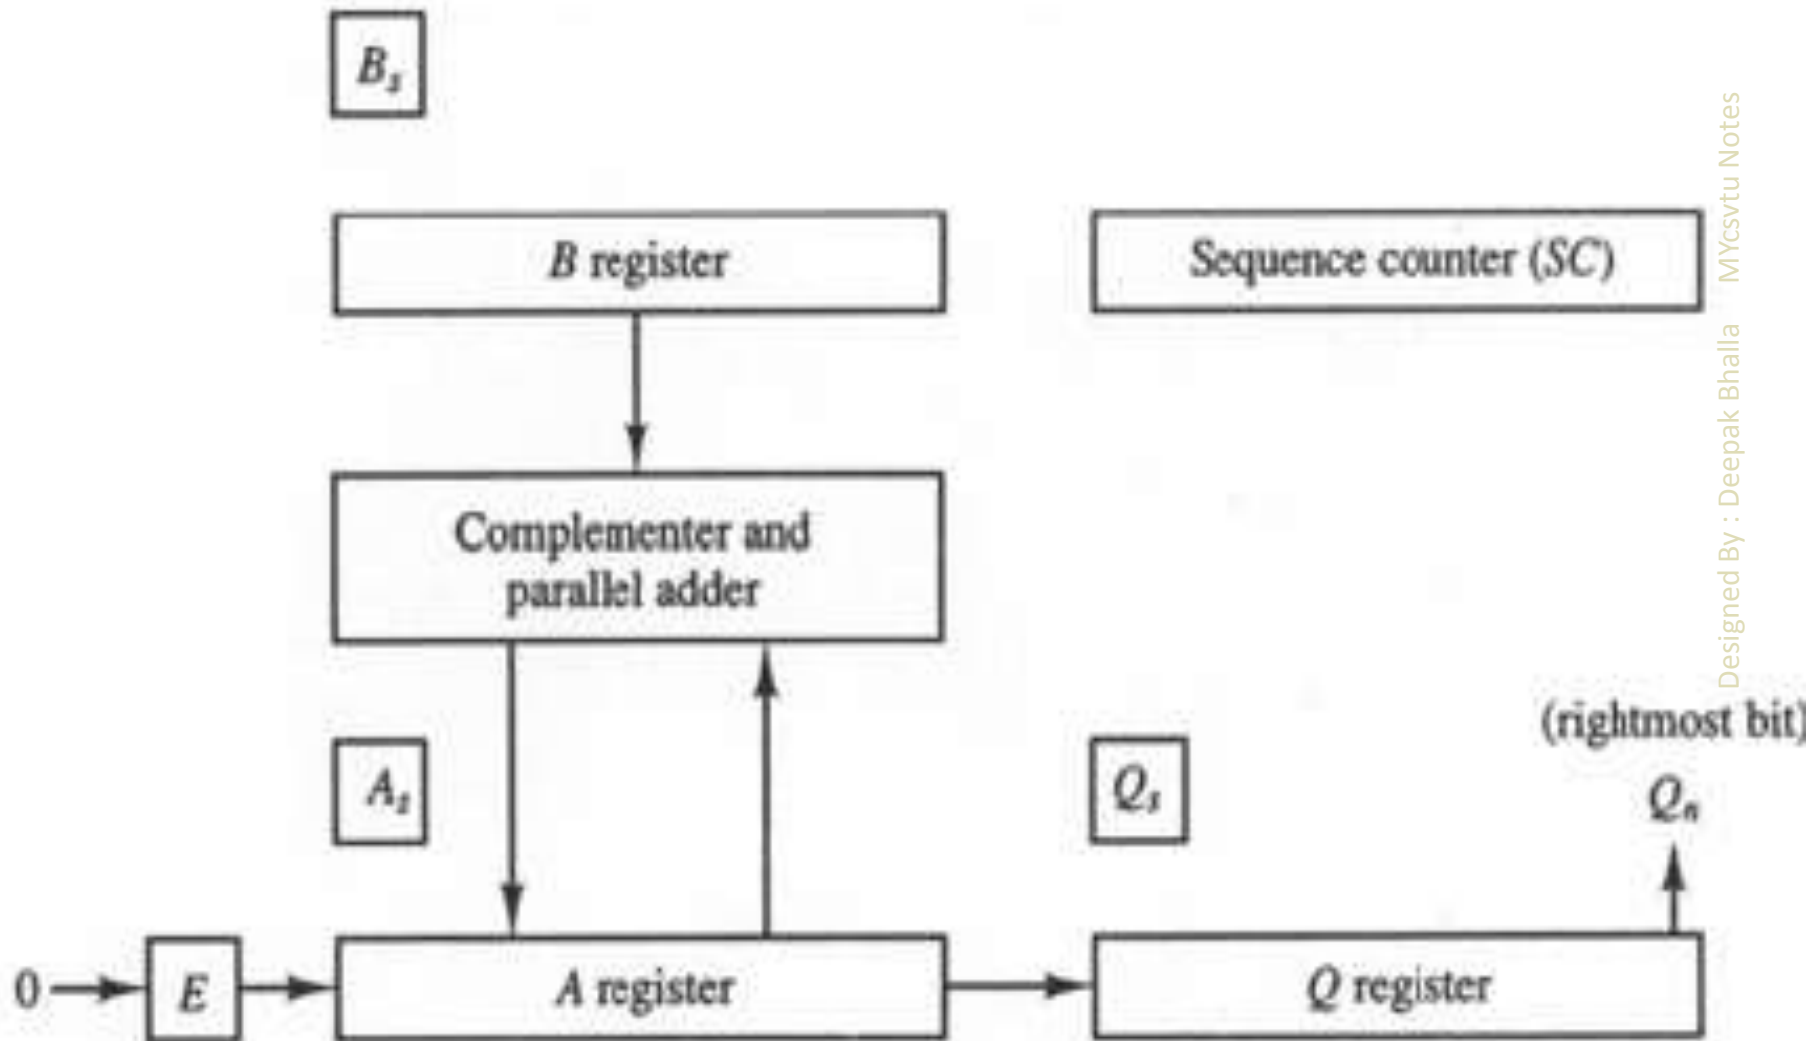 Bs
B register
Sequence counter (SC)
Complementer and
parallel adder
As
Qs
(rightmost bit)
Qn
0
E
A register
Q register
Designed By : Deepak Bhalla MYcsvtu Notes